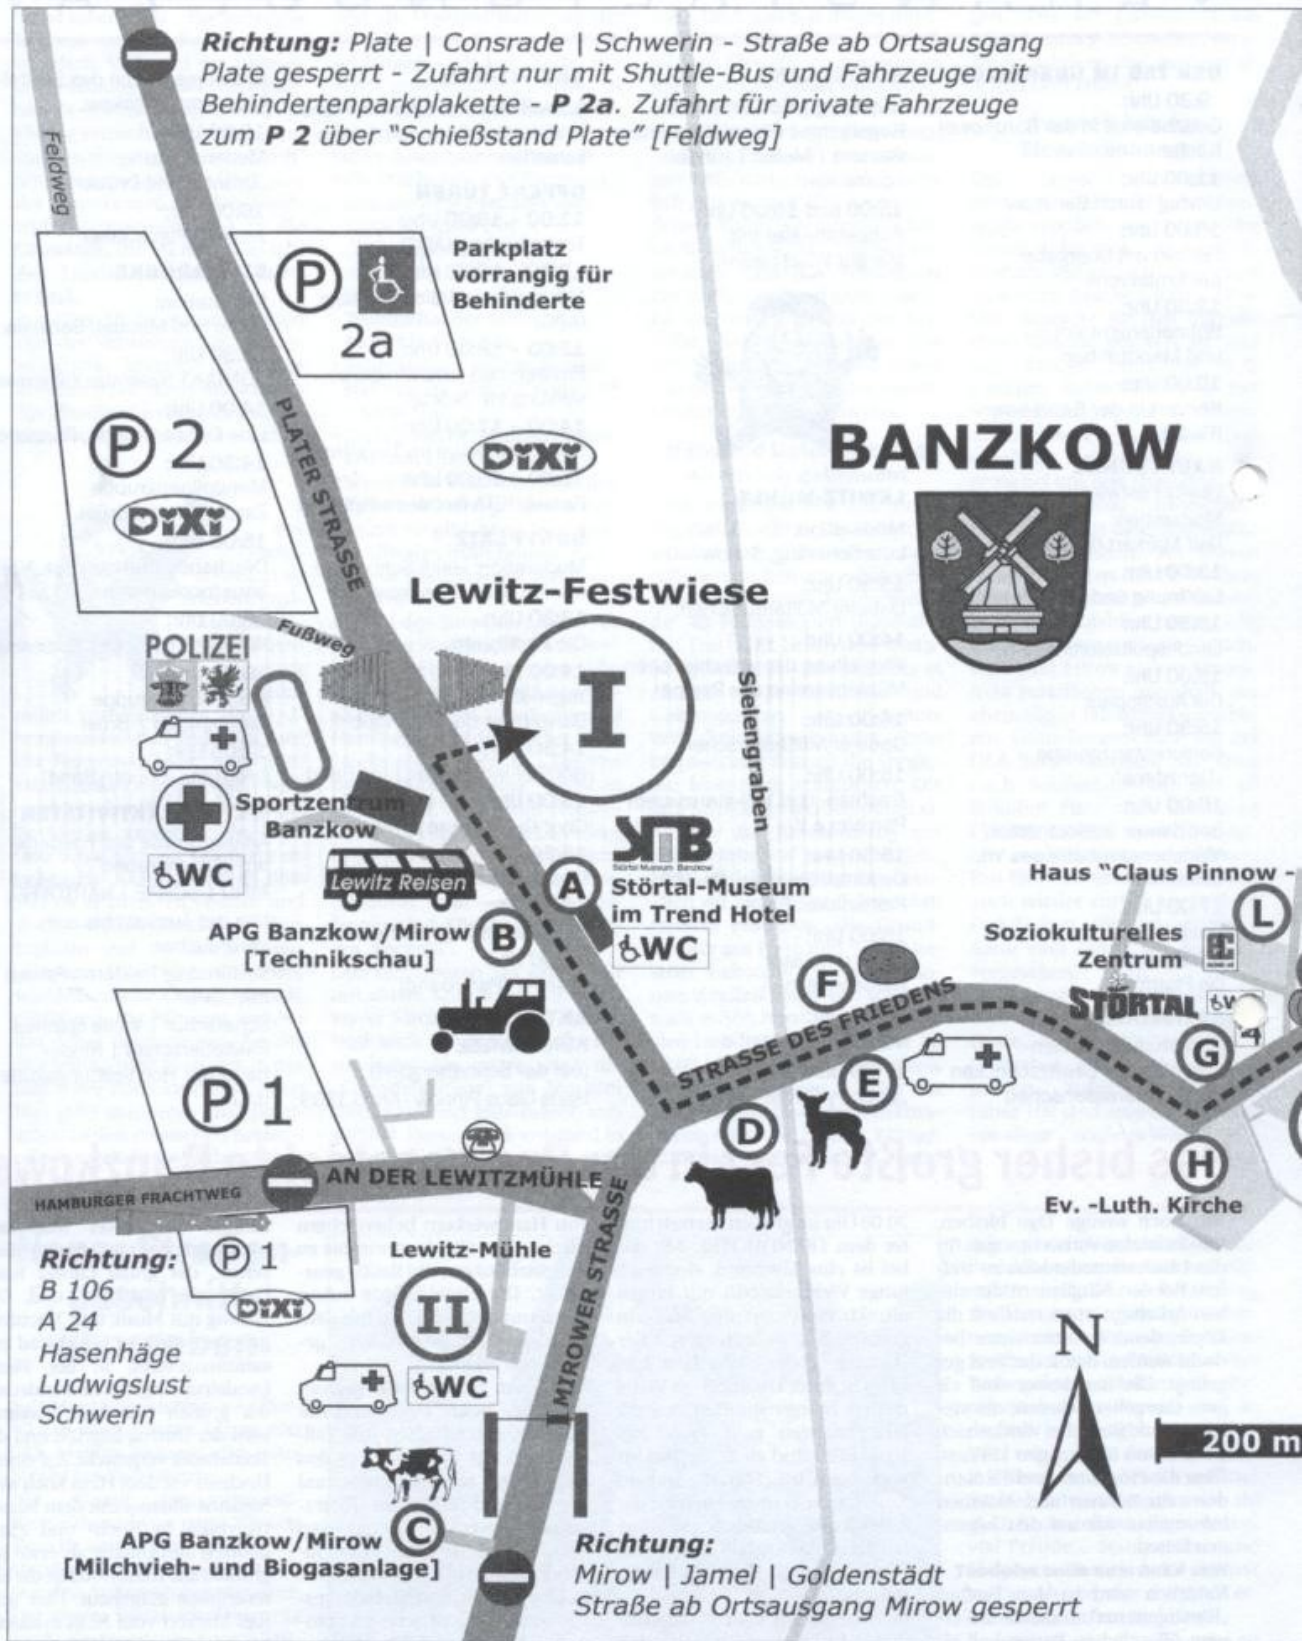 Richtung: Plate | Consrade | Schwerin - Straße ab Ortsausgang
Plate gesperrt - Zufahrt nur mit Shuttle-Bus und Fahrzeuge mit
Behindertenparkplakette - P 2a. Zufahrt für private Fahrzeuge
zum P 2 über "Schießstand Plate" [Feldweg]
Feldweg
P
2a
Parkplatz
vorrangig für
Behinderte
P 2
DiXi
PLATER STRASSE
DiXi
BANZKOW
Lewitz-Festwiese
I
Fußweg
POLIZEI
Sielengraben
Sportzentrum
Banzkow
WC
Lewitz Reisen
A
Störtal-Museum
im Trend Hotel
WC
APG Banzkow/Mirow
[Technikschau]
B
Haus "Claus Pinnow -
L
Soziokulturelles
Zentrum
STÖRTAL
F
STRASSE DES FRIEDENS
G
E
D
H
Ev. -Luth. Kirche
P 1
HAMBURGER FRACHTWEG
AN DER LEWITZMÜHLE
MIROWER STRASSE
P 1
DiXi
Richtung:
B 106
A 24
Hasenhäge
Ludwigslust
Schwerin
Lewitz-Mühle
II
WC
N
200 m
C
APG Banzkow/Mirow
[Milchvieh- und Biogasanlage]
Richtung:
Mirow | Jamel | Goldenstädt
Straße ab Ortsausgang Mirow gesperrt